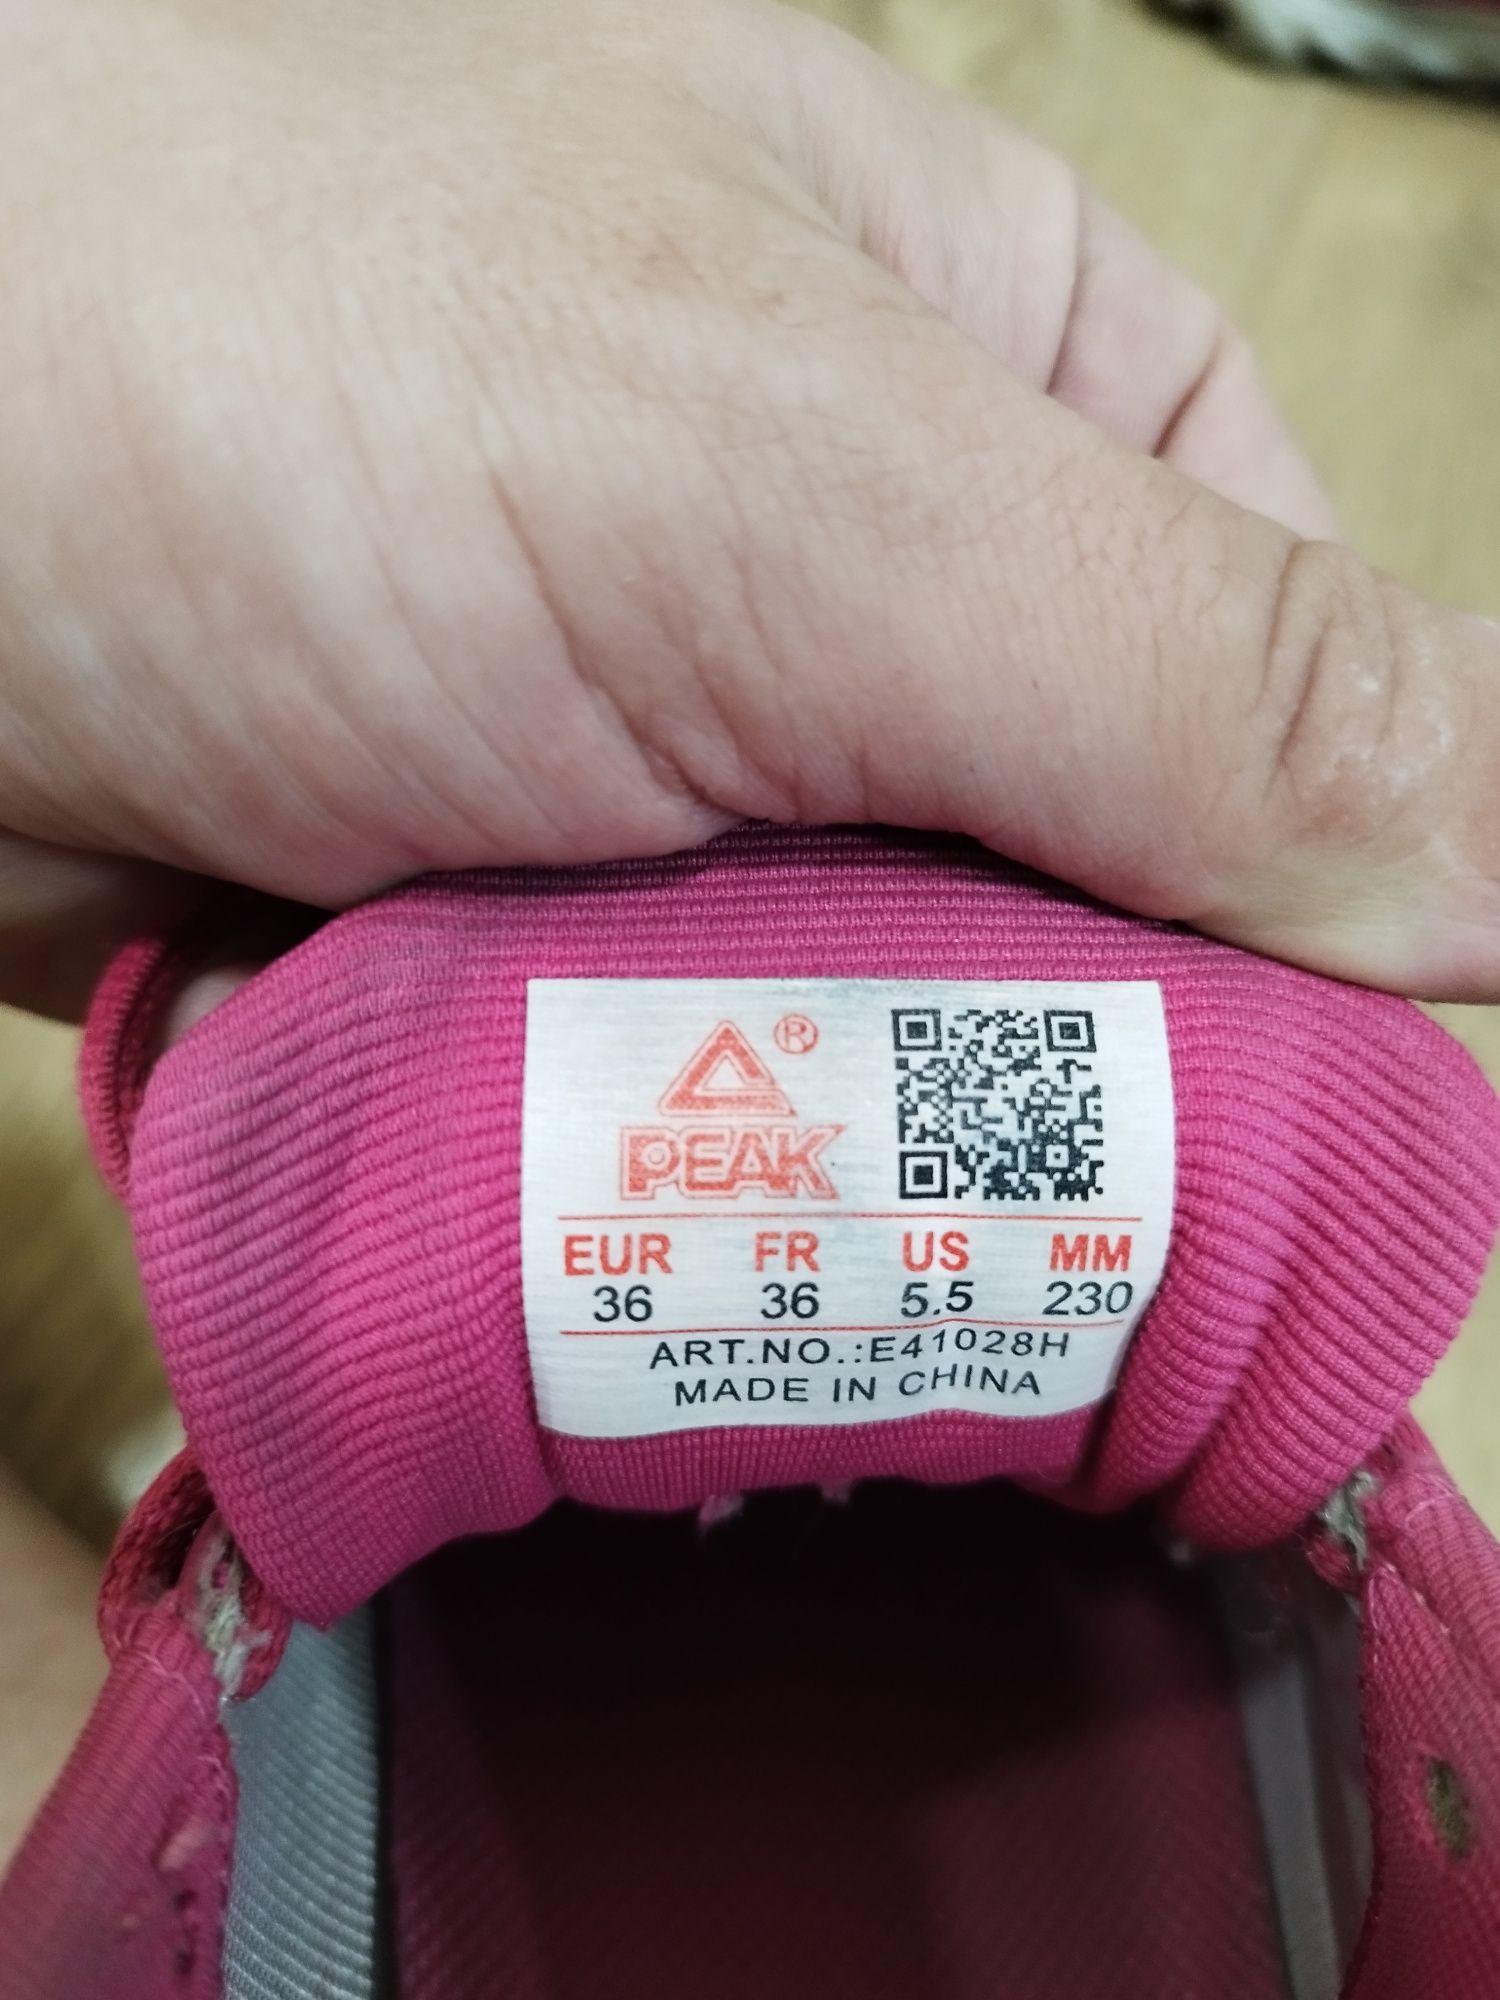 ®
PEAK
EUR FR US MM
36 36 5.5 230
ART.NO.:E41028H
MADE IN CHINA